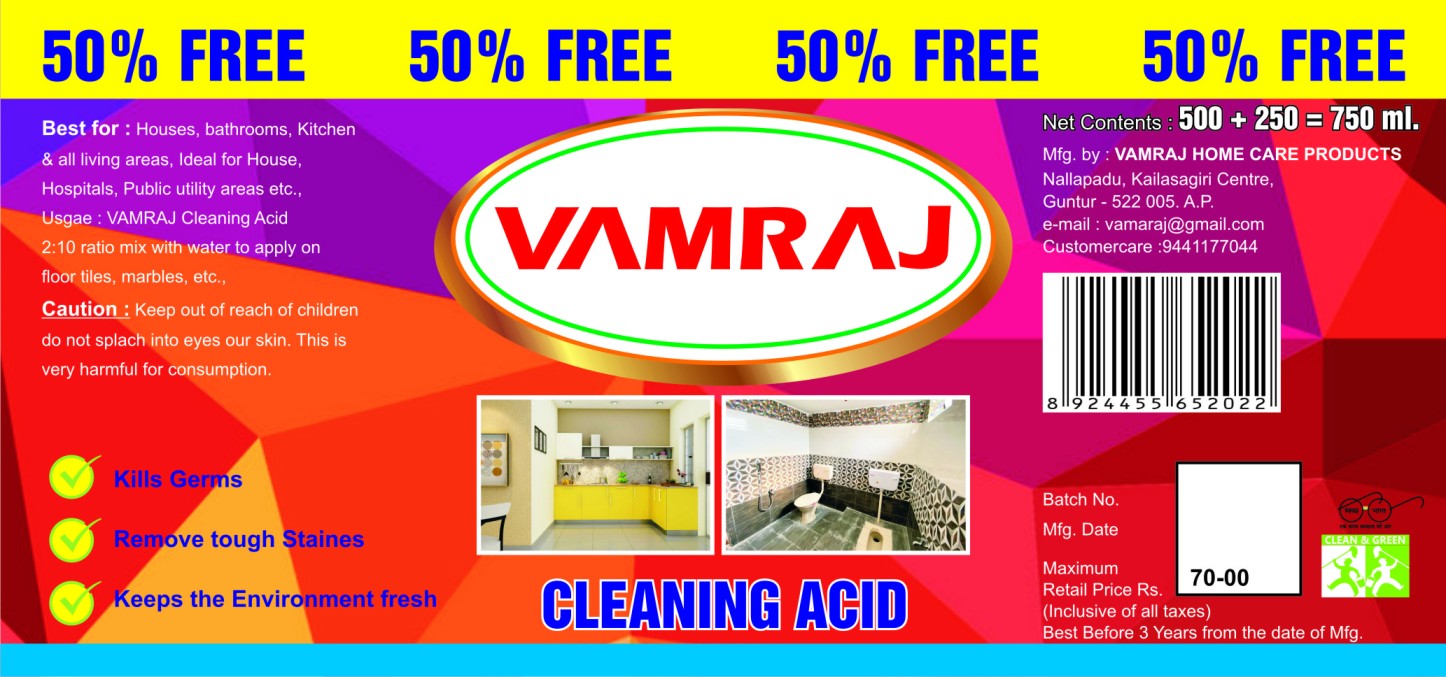 50% FREE 50% FREE 50% FREE 50% FREE
Best for : Houses, bathrooms, Kitchen
& all living areas, Ideal for House,
Hospitals, Public utility areas etc.,
Usgae : VAMRAJ Cleaning Acid
2:10 ratio mix with water to apply on
floor tiles, marbles, etc.,
Caution : Keep out of reach of children
do not splach into eyes our skin. This is
very harmful for consumption.
Kills Germs
Remove tough Staines
Keeps the Environment fresh
VAMRAJ
CLEANING ACID
Net Contents : 500 + 250 = 750 ml.
Mfg. by : VAMRAJ HOME CARE PRODUCTS
Nallapadu, Kailasagiri Centre,
Guntur - 522 005. A.P.
e-mail : vamaraj@gmail.com
Customercare :9441177044
8 924455 652022
Batch No.
Mfg. Date
Maximum
Retail Price Rs. 70-00
(Inclusive of all taxes)
Best Before 3 Years from the date of Mfg.
CLEAN & GREEN